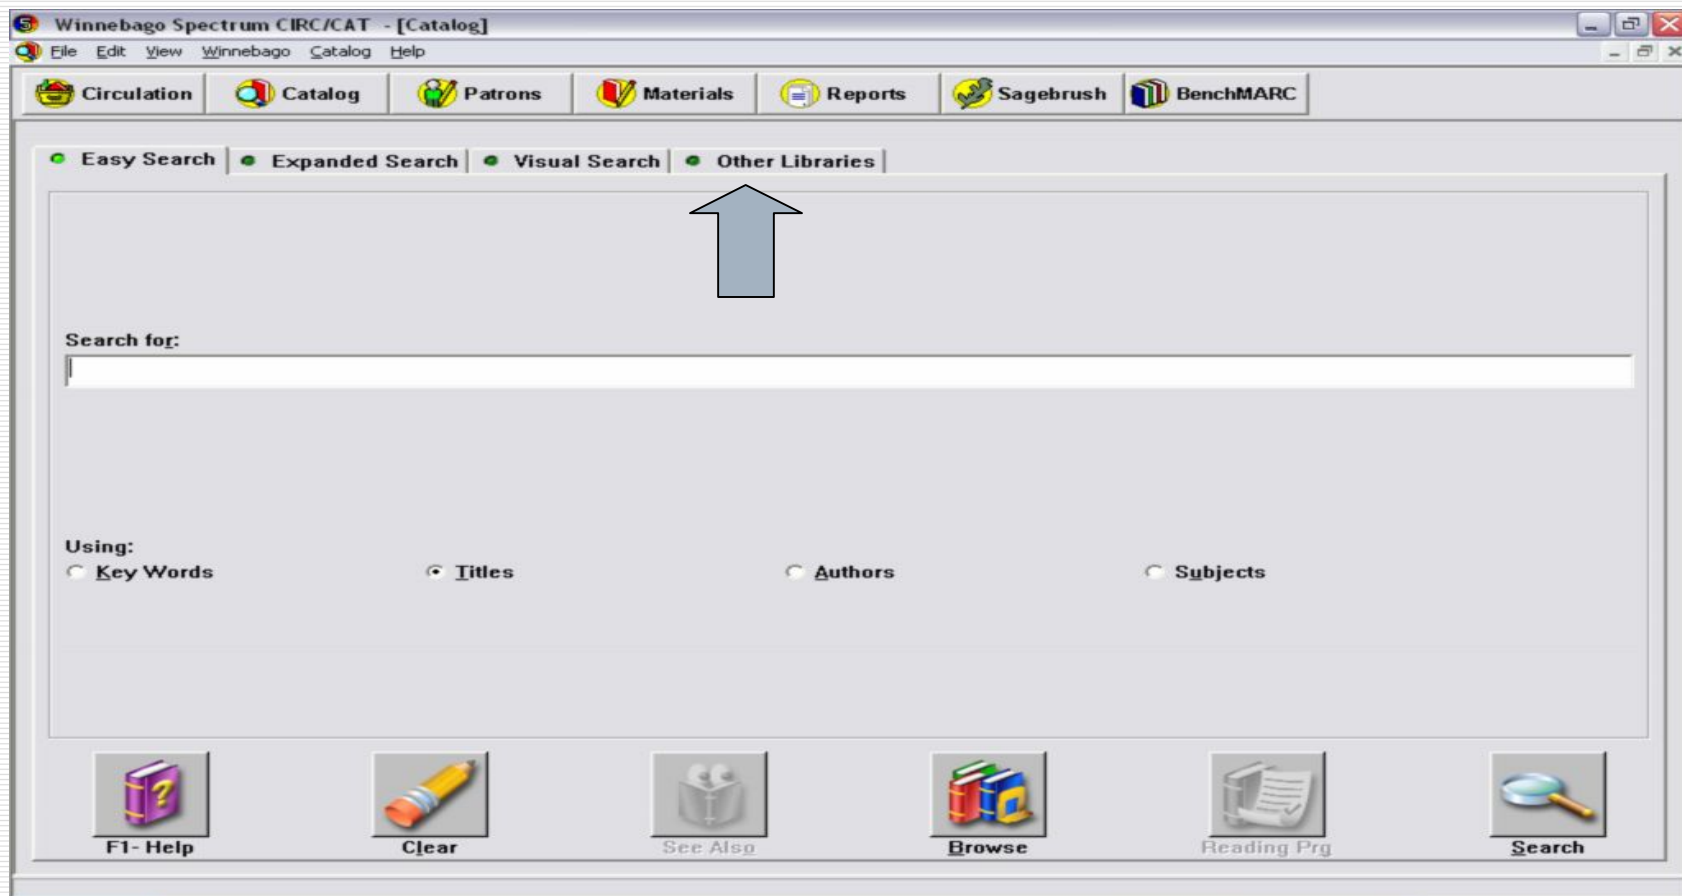 Winnebago Spectrum CIRC/CAT - [Catalog]
File Edit View Winnebago Catalog Help
Circulation Catalog Patrons Materials Reports Sagebrush BenchMARC
Easy Search Expanded Search Visual Search Other Libraries
Search for:
Using:
Key Words Titles Authors Subjects
F1- Help Clear See Also Browse Reading Prg Search